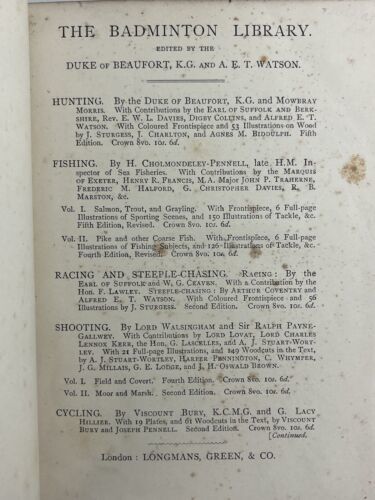 THE BADMINTON LIBRARY.
EDITED BY THE
DUKE OF BEAUFORT, K.G. AND A. E. T. WATSON.
HUNTING. By the DUKE OF BEAUFORT, K.G. and MOWBRAY
MORRIS. With Contributions by the EARL OF SUFFOLK AND BERK-
SHIRE, Rev. E. W. L. DAVIES, DIGBY COLLINS, and ALFRED E. T.
WATSON. With Coloured Frontispiece and 53 Illustrations on Wood
by J. STURGESS, J. CHARLTON, and AGNES M. BIDDULPH. Fifth
Edition. Crown 8vo. 10s. 6d.
FISHING. By H. CHOLMONDELEY-PENNELL, late H.M. In-
spector of Sea Fisheries. With Contributions by the MARQUIS
OF EXETER, HENRY R. FRANCIS, M.A. Major JOHN P. TRAHERNE,
FREDERIC M. HALFORD, G. CHRISTOPHER DAVIES, R. B.
MARSTON, &c.
Vol. I. Salmon, Trout, and Grayling. With Frontispiece, 6 Full-page
Illustrations of Sporting Scenes, and 150 Illustrations of Tackle, &c.
Fifth Edition, Revised. Crown 8vo. 10s. 6d.
Vol. II. Pike and other Coarse Fish. With Frontispiece, 6 Full-page
Illustrations of Fishing Subjects, and 126 Illustrations of Tackle, &c.
Fourth Edition, Revised. Crown 8vo. 10s. 6d.
RACING AND STEEPLE-CHASING. RACING: By the
EARL OF SUFFOLK and W. G. CRAVEN. With a Contribution by the
Hon. F. LAWLEY. STEEPLE-CHASING: By ARTHUR COVENTRY and
ALFRED E. T. WATSON. With Coloured Frontispiece and 56
Illustrations by J. STURGESS. Second Edition. Crown 8vo. 10s. 6d.
SHOOTING. By LORD WALSINGHAM and Sir RALPH PAYNE-
GALLWEY. With Contributions by LORD LOVAT, LORD CHARLES
LENNOX KERR, the Hon. G. LASCELLES, and A. J. STUART-WORT-
LEY. With 21 Full-page Illustrations, and 149 Woodcuts in the Text,
by A. J. STUART-WORTLEY, HARPER PENNINGTON, C. WHYMPER,
J. G. MILLAIS, G. E. LODGE, and J. H. OSWALD BROWN.
Vol. I. Field and Covert. Fourth Edition. Crown 8vo. 10s. 6d.
Vol. II. Moor and Marsh. Second Edition. Crown 8vo. 10s. 6d.
CYCLING. By VISCOUNT BURY, K.C.M.G. and G. LACY
HILLIER. With 19 Plates, and 61 Woodcuts in the Text, by VISCOUNT
BURY and JOSEPH PENNELL. Second Edition. Crown 8vo. 10s. 6d.
[Continued.
London: LONGMANS, GREEN, & CO.